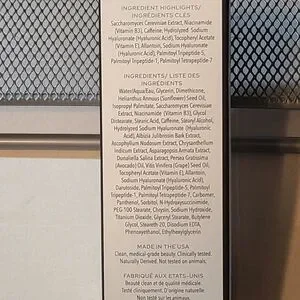 INGREDIENT HIGHLIGHTS/
INGRÉDIENTS CLÉS
Saccharomyces Cerevisiae Extract, Niacinamide
(Vitamin B3), Caffeine, Hydrolyzed Sodium
Hyaluronate (Hyaluronic Acid), Tocopheryl Acetate
(Vitamin E), Allantoin, Sodium Hyaluronate
(Hyaluronic Acid), Palmitoyl Tripeptide-5,
Palmitoyl Tripeptide-1, Palmitoyl Tetrapeptide-7
INGREDIENTS/ LISTE DES
INGRÉDIENTS
Water/Aqua/Eau, Glycerin, Dimethicone,
Helianthus Annuus (Sunflower) Seed Oil,
Isopropyl Palmitate, Saccharomyces Cerevisiae
Extract, Niacinamide (Vitamin B3), Glycol
Distearate, Stearic Acid, Caffeine, Stearyl Alcohol,
Hydrolyzed Sodium Hyaluronate (Hyaluronic
Acid), Albizia Julibrissin Bark Extract,
Ascophyllum Nodosum Extract, Chrysanthellum
Indicum Extract, Asparagopsis Armata Extract,
Dunaliella Salina Extract, Persea Gratissima
(Avocado) Oil, Vitis Vinifera (Grape) Seed Oil,
Tocopheryl Acetate (Vitamin E), Allantoin,
Sodium Hyaluronate (Hyaluronic Acid),
Darutoside, Palmitoyl Tripeptide-5, Palmitoyl
Tripeptide-1, Palmitoyl Tetrapeptide-7, Carbomer,
Panthenol, Sorbitol, N-Hydroxysuccinimide,
PEG-100 Stearate, Chrysin, Sodium Hydroxide,
Titanium Dioxide, Glyceryl Stearate, Butylene
Glycol, Steareth-20, Disodium EDTA,
Phenoxyethanol, Ethylhexylglycerin
MADE IN THE USA
Clean, medical-grade beauty. Clinically tested.
Naturally Derived. Not tested on animals.
FABRIQUÉ AUX ETATS-UNIS
Beauté clean et de qualité médicale.
Testé cliniquement. D'origine naturelle
Non testé sur les animaux.